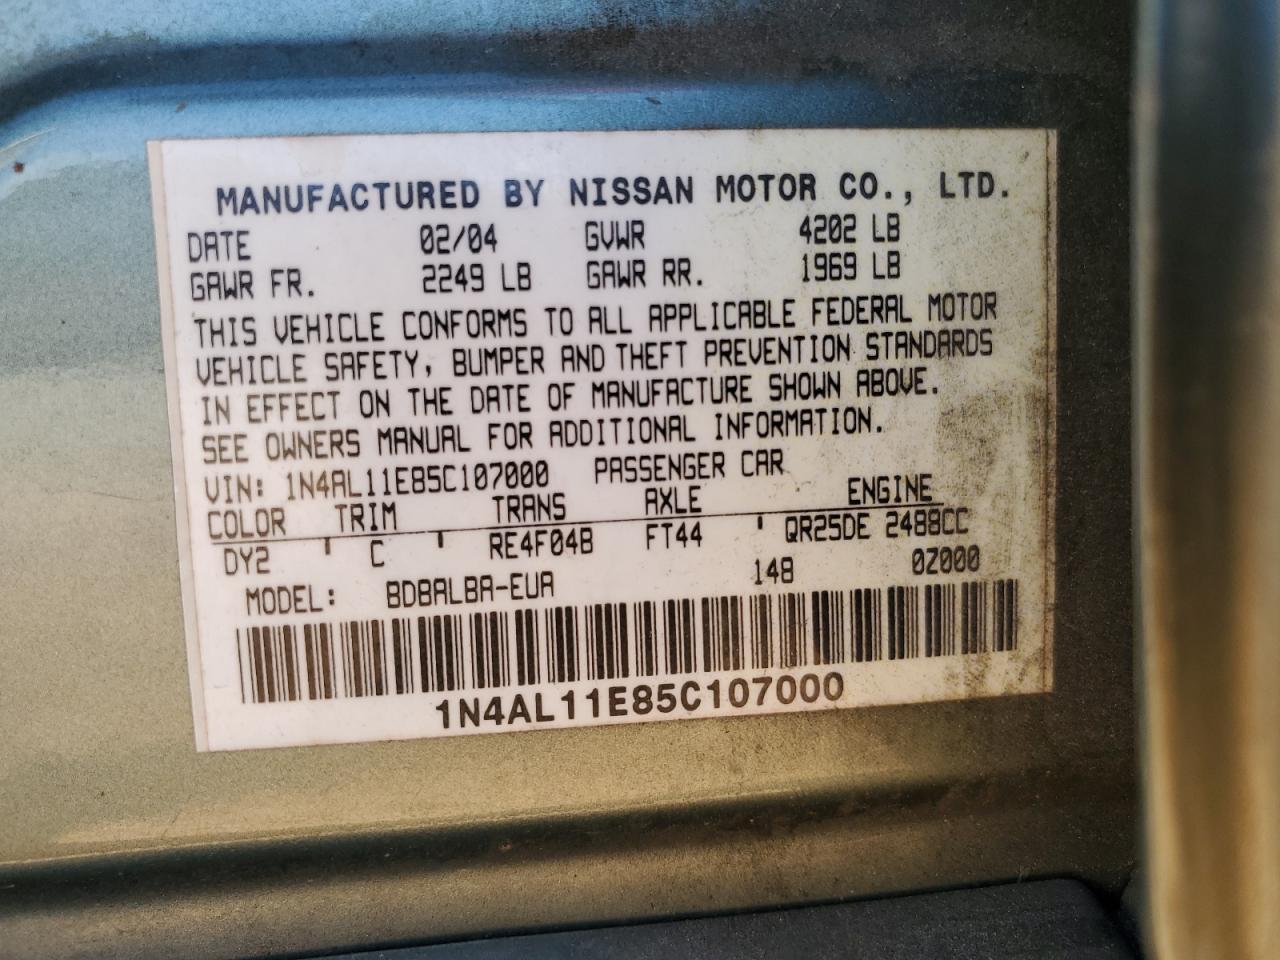 MANUFACTURED BY NISSAN MOTOR CO., LTD.
DATE 02/04 GVWR 4202 LB
GAWR FR. 2249 LB GAWR RR. 1969 LB
THIS VEHICLE CONFORMS TO ALL APPLICABLE FEDERAL MOTOR
VEHICLE SAFETY, BUMPER AND THEFT PREVENTION STANDARDS
IN EFFECT ON THE DATE OF MANUFACTURE SHOWN ABOVE.
SEE OWNERS MANUAL FOR ADDITIONAL INFORMATION.
VIN: 1N4AL11E85C107000 PASSENGER CAR
COLOR TRIM TRANS AXLE ENGINE
DY2 ' C ' RE4F04B FT44 ' QR25DE 2488CC
MODEL: BDBALBA-EUA 148 0Z000
1N4AL11E85C107000